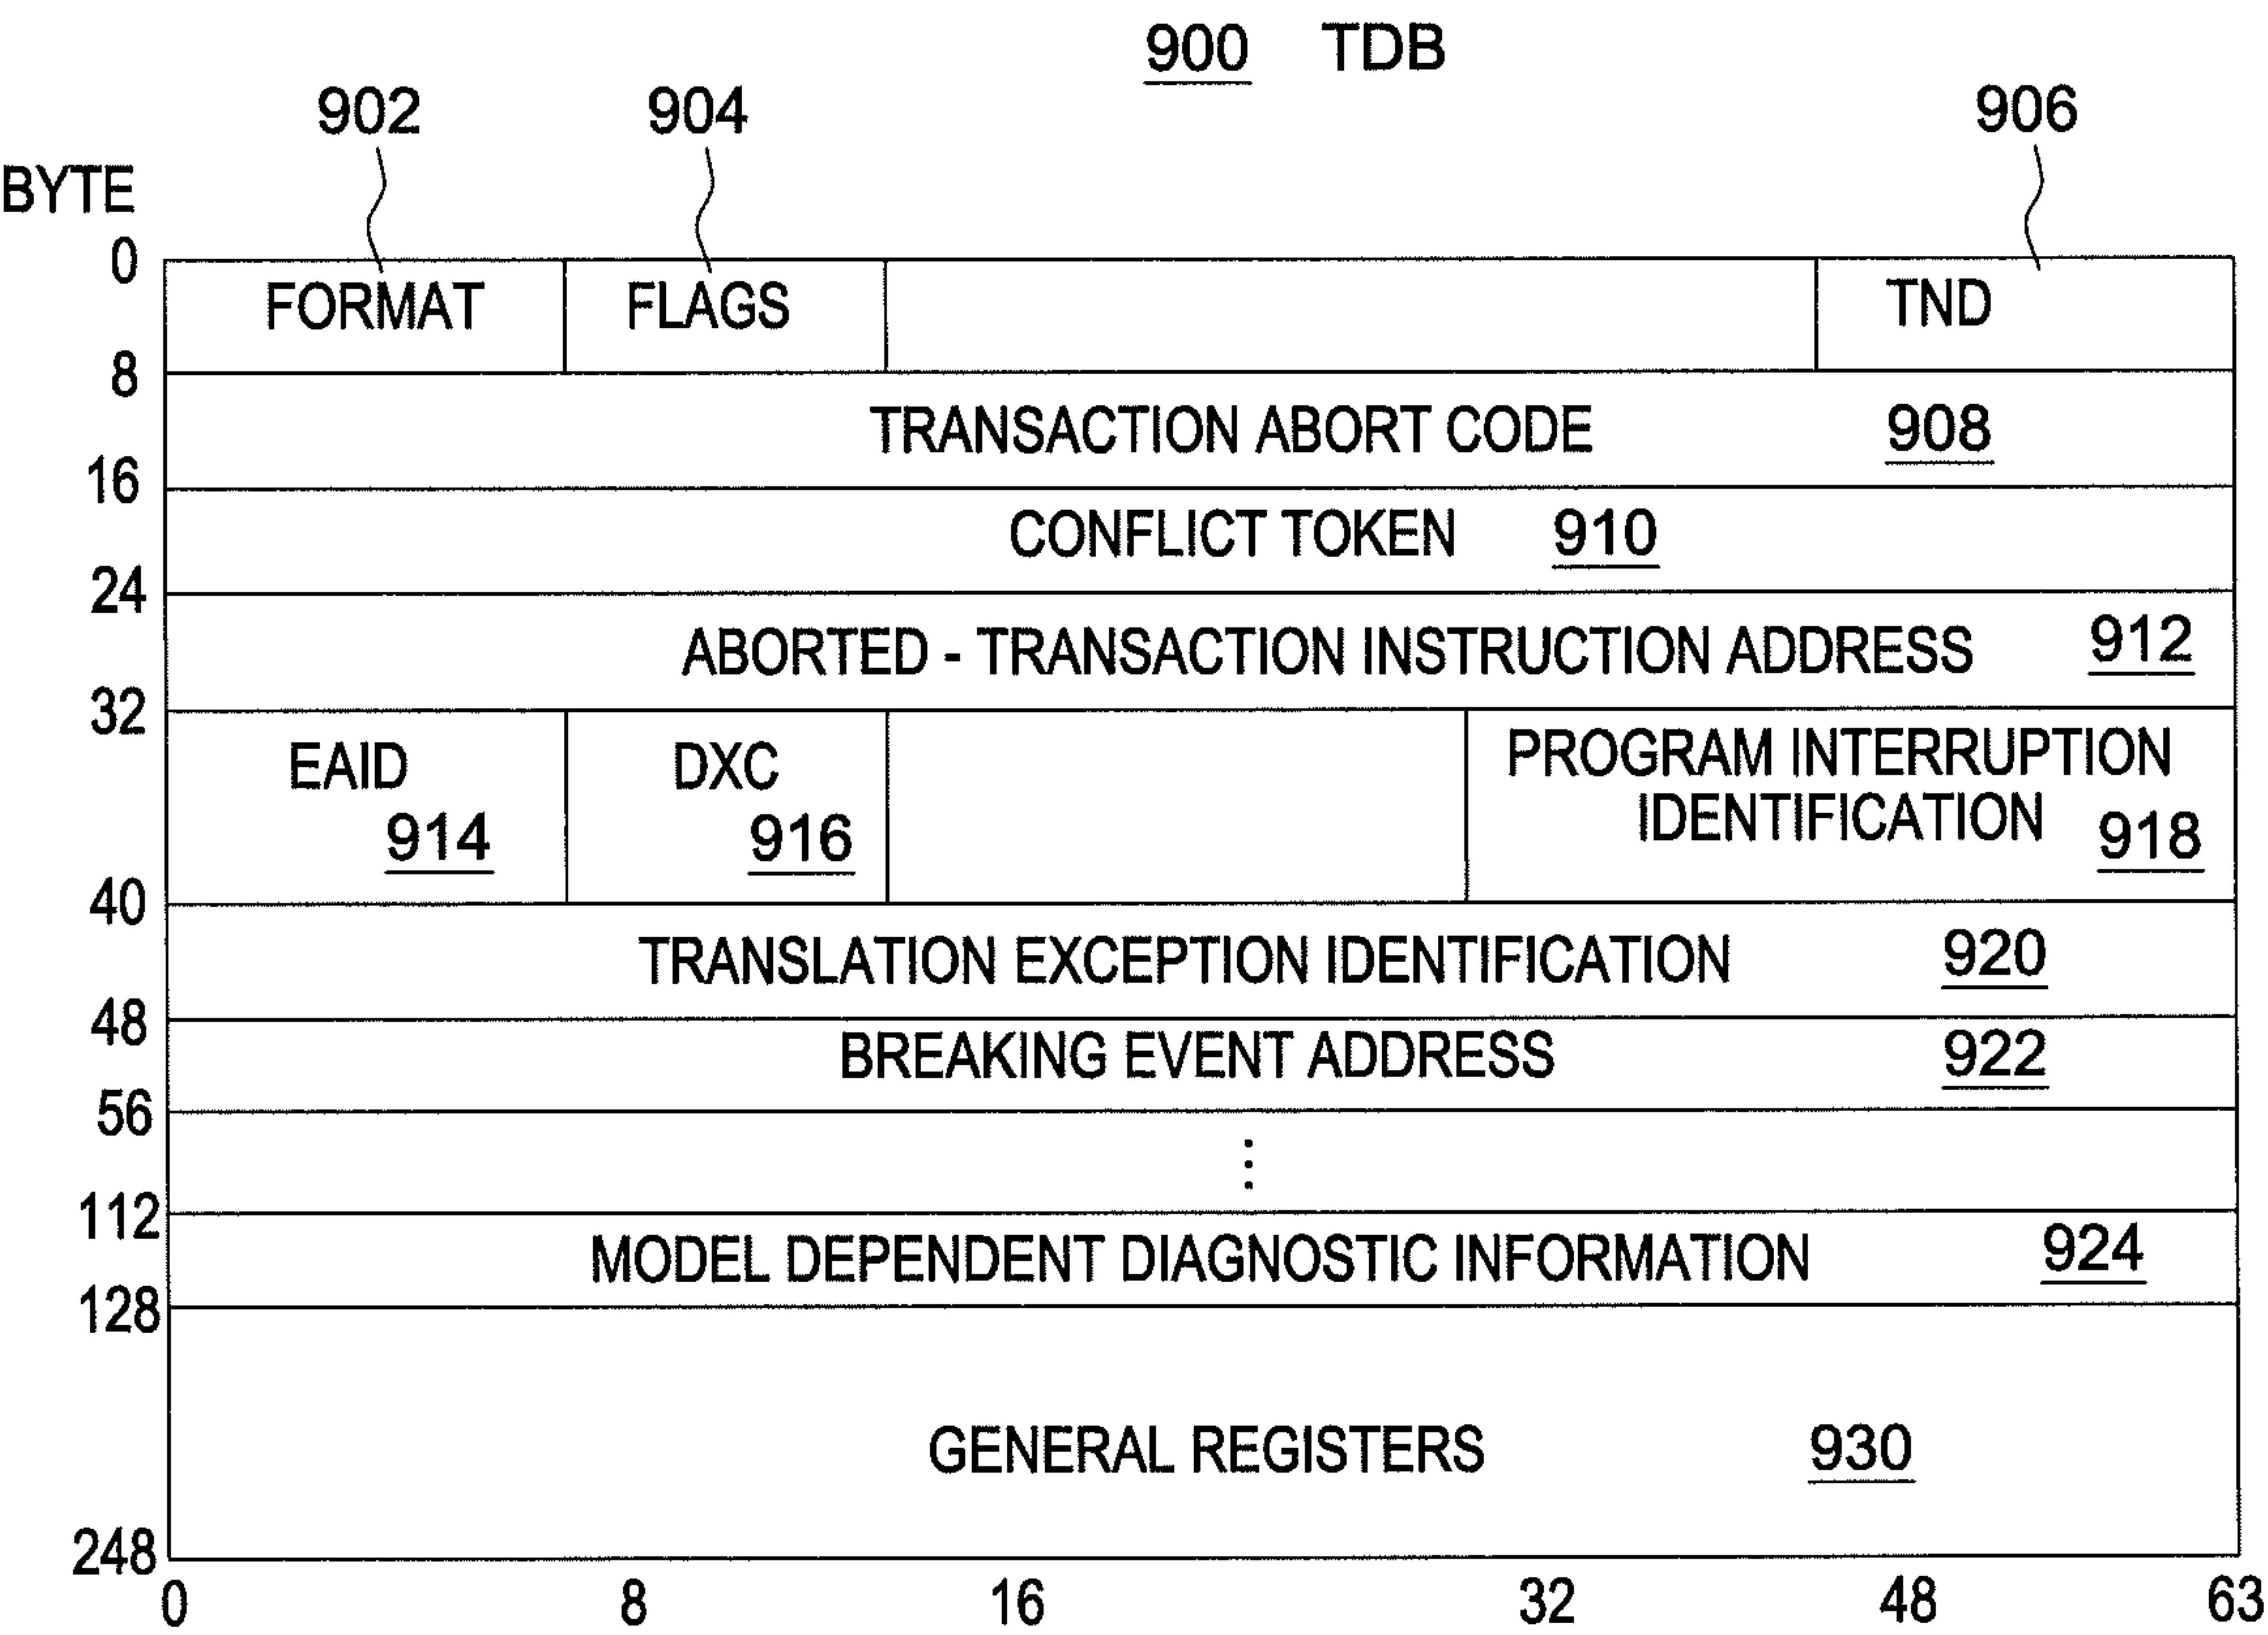 900 TDB
902 904 906
BYTE
0
FORMAT FLAGS TND
8
TRANSACTION ABORT CODE 908
16
CONFLICT TOKEN 910
24
ABORTED - TRANSACTION INSTRUCTION ADDRESS 912
32
EAID 914 DXC 916 PROGRAM INTERRUPTION
IDENTIFICATION 918
40
TRANSLATION EXCEPTION IDENTIFICATION 920
48
BREAKING EVENT ADDRESS 922
56
⋮
112
MODEL DEPENDENT DIAGNOSTIC INFORMATION 924
128
GENERAL REGISTERS 930
248
0 8 16 32 48 63